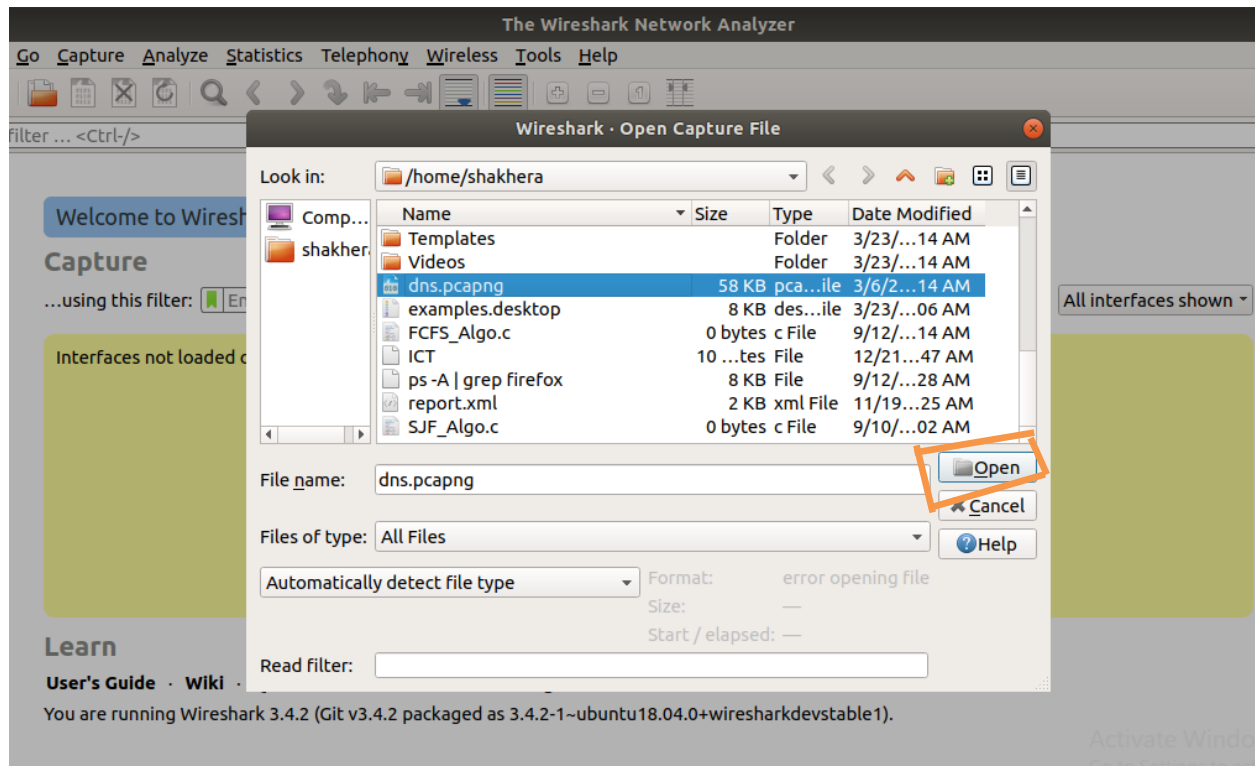 The Wireshark Network Analyzer
Go Capture Analyze Statistics Telephony Wireless Tools Help
filter … <Ctrl-/>
Wireshark · Open Capture File
Look in: /home/shakhera
Comp…
shakher
Name Size Type Date Modified
Templates Folder 3/23/…14 AM
Videos Folder 3/23/…14 AM
dns.pcapng 58 KB pca…ile 3/6/2…14 AM
examples.desktop 8 KB des…ile 3/23/…06 AM
FCFS_Algo.c 0 bytes c File 9/12/…14 AM
ICT 10 …tes File 12/21…47 AM
ps -A | grep firefox 8 KB File 9/12/…28 AM
report.xml 2 KB xml File 11/19…25 AM
SJF_Algo.c 0 bytes c File 9/10/…02 AM
File name: dns.pcapng
Open
Cancel
Files of type: All Files
Help
Automatically detect file type
Format: error opening file
Size: —
Start / elapsed: —
Read filter:
Welcome to Wiresh
Capture
…using this filter: En
All interfaces shown
Interfaces not loaded
Learn
User's Guide · Wiki ·
You are running Wireshark 3.4.2 (Git v3.4.2 packaged as 3.4.2-1~ubuntu18.04.0+wiresharkdevstable1).
Activate Windo